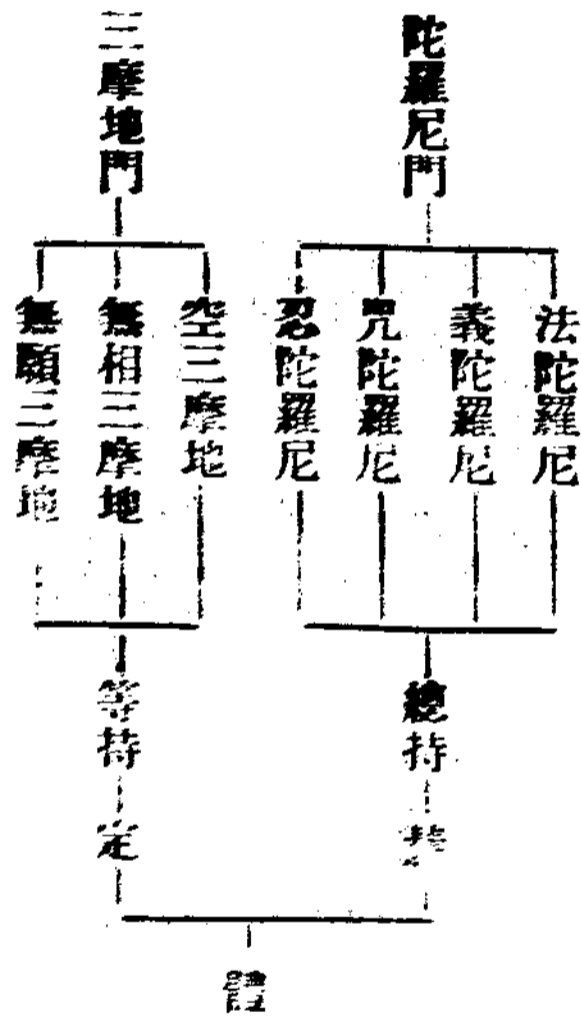 陀羅尼門
法陀羅尼
義陀羅尼
咒陀羅尼
忍陀羅尼
總持
三摩地門
空三摩地
無相三摩地
無願三摩地
等持
定
體